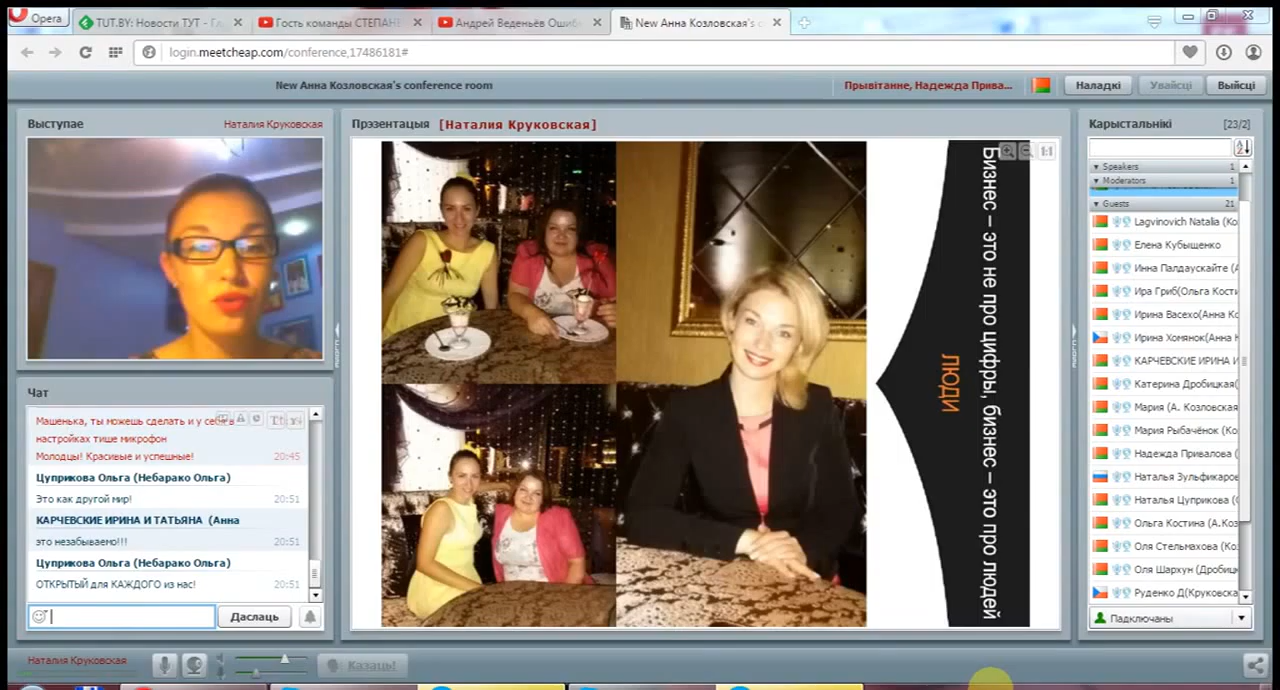 Opera
TUT.BY: Новости ТУТ - Гл
Гость команды СТЕПАН
Андрей Веденьёв Ошиб
New Анна Козловская's c
login.meetcheap.com/conference,17486181#
New Анна Козловская's conference room
Прывітанне, Надежда Прива...
Наладкі
Увайсці
Выйсці
Выступае
Наталия Круковская
Чат
Машенька, ты можешь сделать и у себя в
настройках тише микрофон
Молодцы! Красивые и успешные!
20:45
Цуприкова Ольга (Небарако Ольга)
Это как другой мир!
20:51
КАРЧЕВСКИЕ ИРИНА И ТАТЬЯНА (Анна
это незабываемо!!!
20:51
Цуприкова Ольга (Небарако Ольга)
ОТКРЫТЫЙ для КАЖДОГО из нас!
20:51
Даслаць
Прэзентацыя [Наталия Круковская]
1:1
Бизнес – это не про цифры, бизнес – это про людей
ЛЮДИ
Карыстальнікі
[23/2]
Speakers 1
Moderators 1
Guests 21
Lagvinovich Natalia (Ко
Елена Кубыщенко
Инна Палдаускайте (А
Ира Гриб(Ольга Кости
Ирина Васехо(Анна Ко
Ирина Хомянок(Анна К
КАРЧЕВСКИЕ ИРИНА И
Катерина Дробицкая(
Мария (А. Козловская
Мария Рыбачёнок (Ко
Надежда Привалова (
Наталья Зульфикаров
Наталья Цуприкова (О
Ольга Костина (А.Коз
Оля Стельмахова (Ко
Оля Шархун (Дробиц
Руденко Д(Круковска
Падключаны
Наталия Круковская
Казаць!